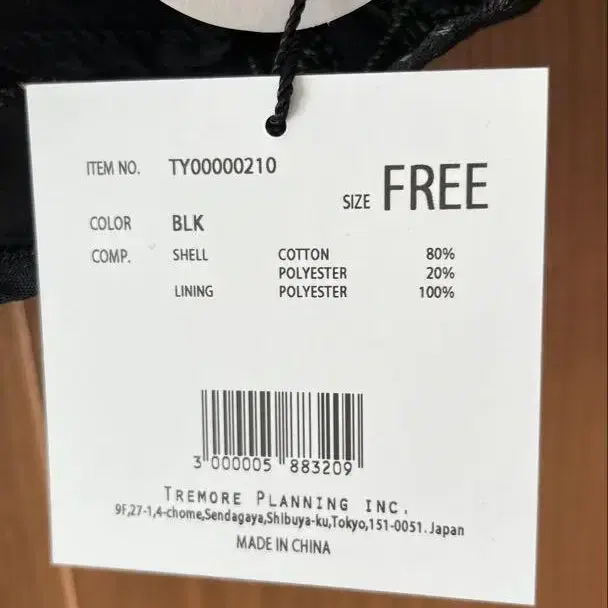 ITEM NO. TY00000210
SIZE FREE
COLOR BLK
COMP. SHELL COTTON 80%
POLYESTER 20%
LINING POLYESTER 100%
3 000005 883209
TREMORE PLANNING INC.
9F,27-1,4-chome,Sendagaya,Shibuya-ku,Tokyo,151-0051.Japan
MADE IN CHINA